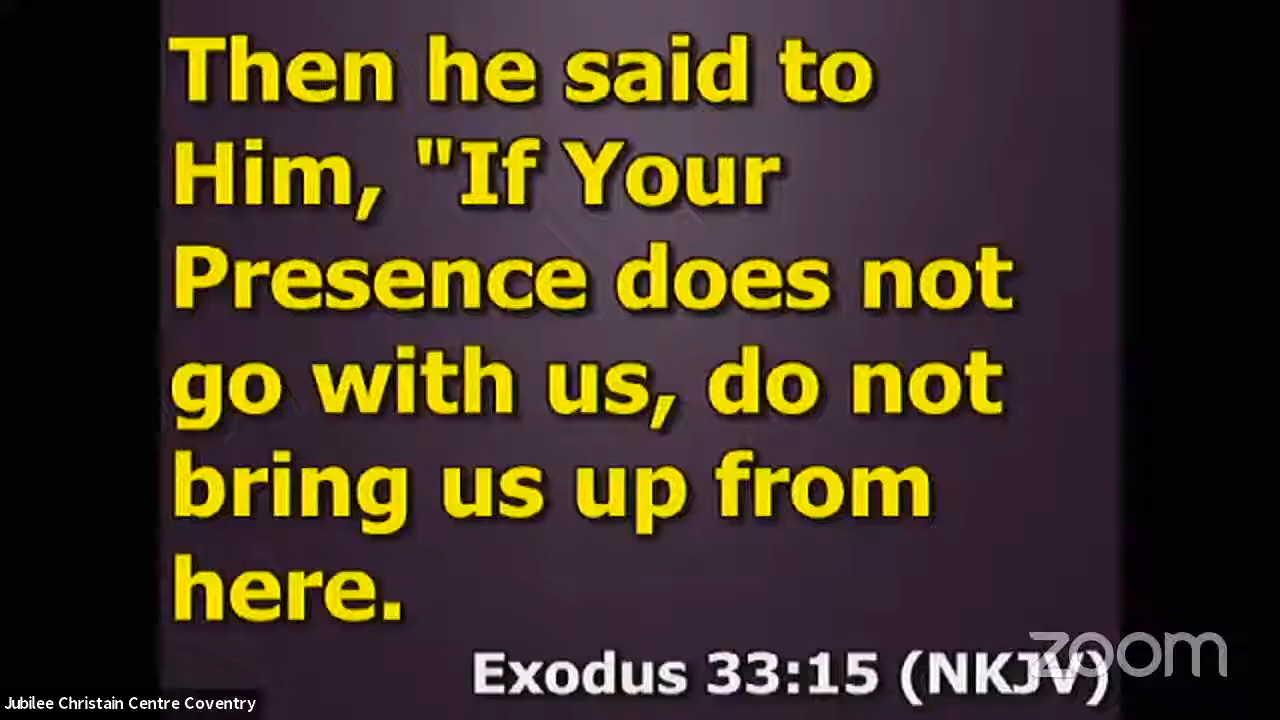 Then he said to
Him, "If Your
Presence does not
go with us, do not
bring us up from
here.
Exodus 33:15 (NKJV)
zoom
Jubilee Christain Centre Coventry